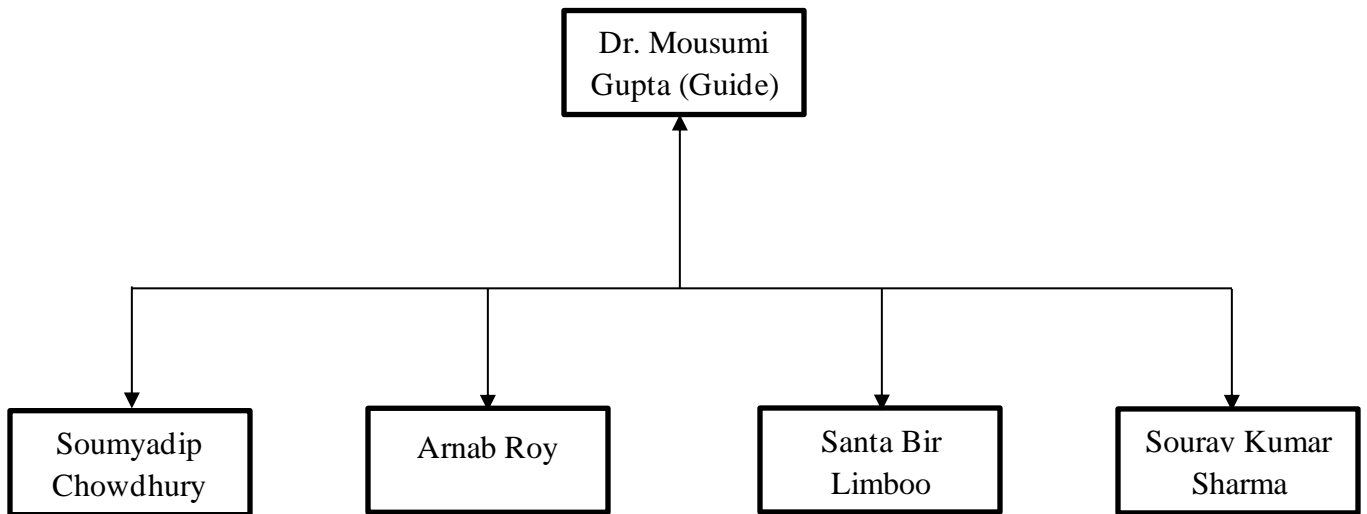 Dr. Mousumi
Gupta (Guide)
Soumyadip
Chowdhury
Arnab Roy
Santa Bir
Limboo
Sourav Kumar
Sharma